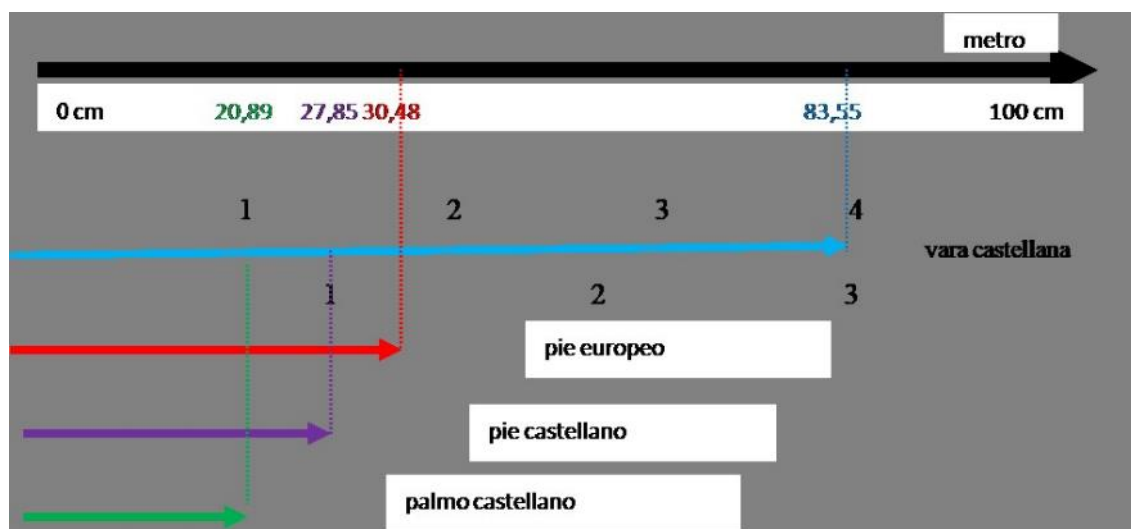 metro
0 cm 20,89 27,85 30,48 83,55 100 cm
1 2 3 4
vara castellana
1 2 3
pie europeo
pie castellano
palmo castellano